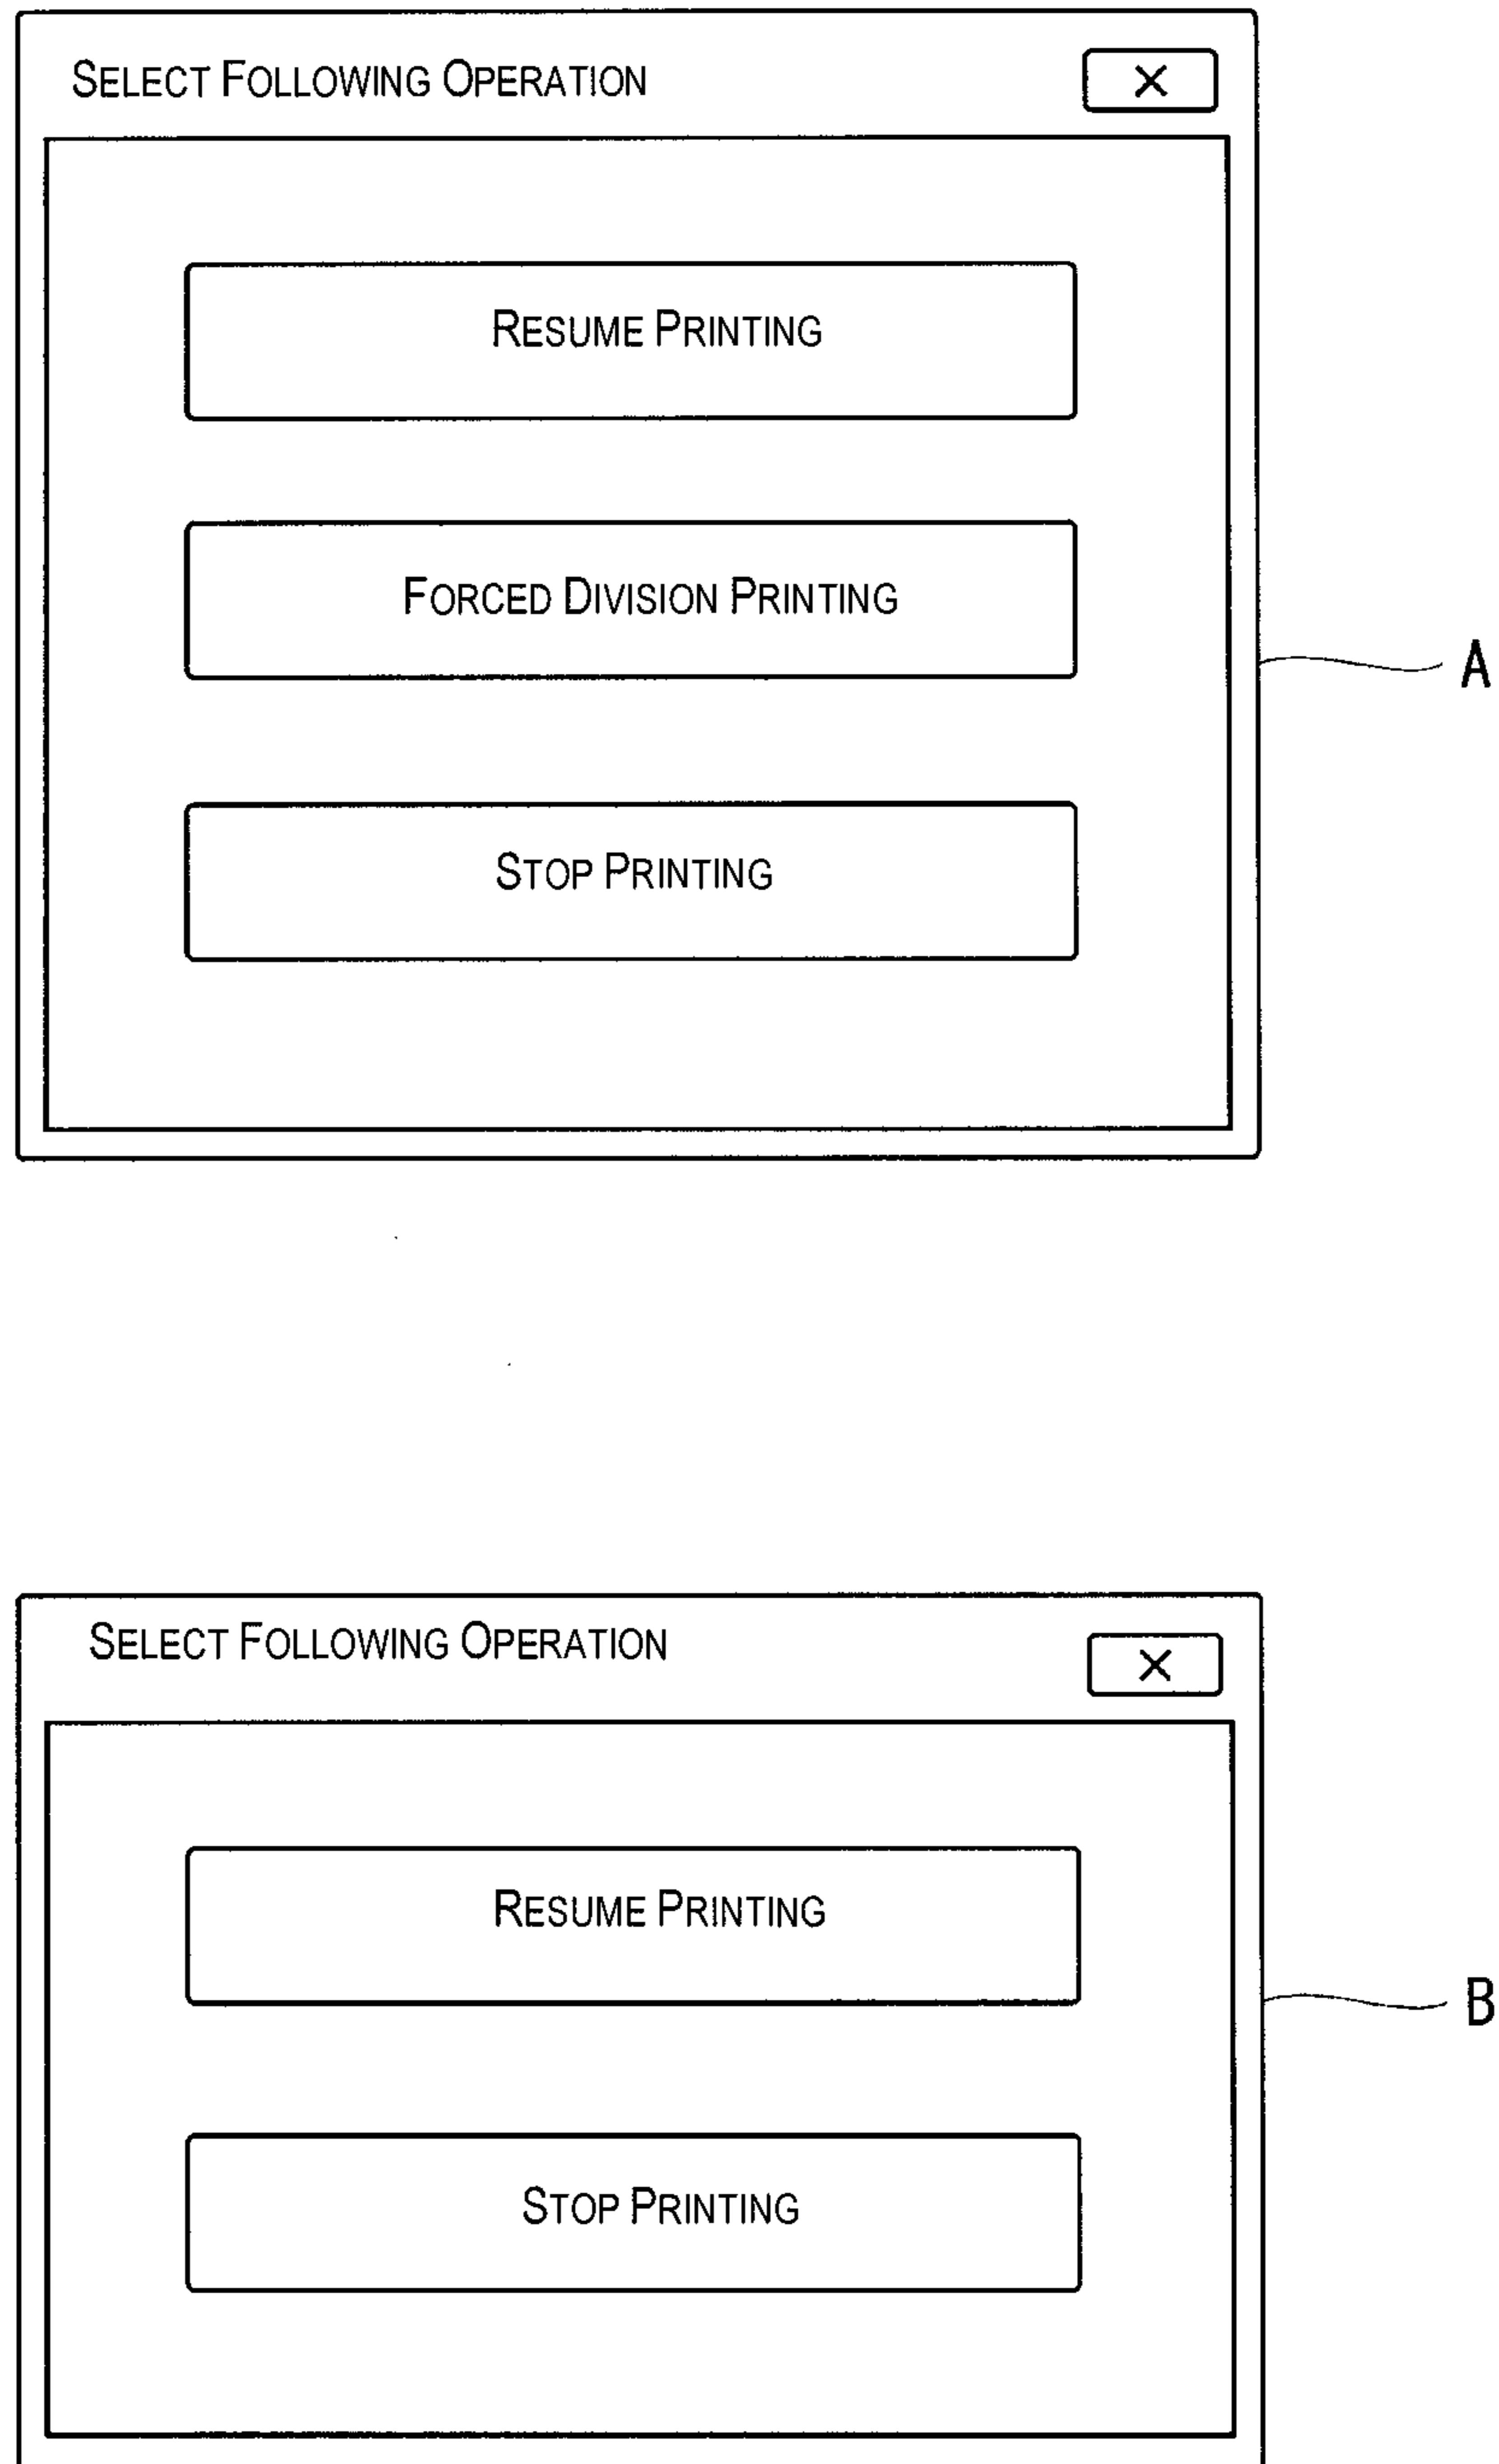 SELECT FOLLOWING OPERATION X
RESUME PRINTING
FORCED DIVISION PRINTING
A
STOP PRINTING
SELECT FOLLOWING OPERATION X
RESUME PRINTING
B
STOP PRINTING